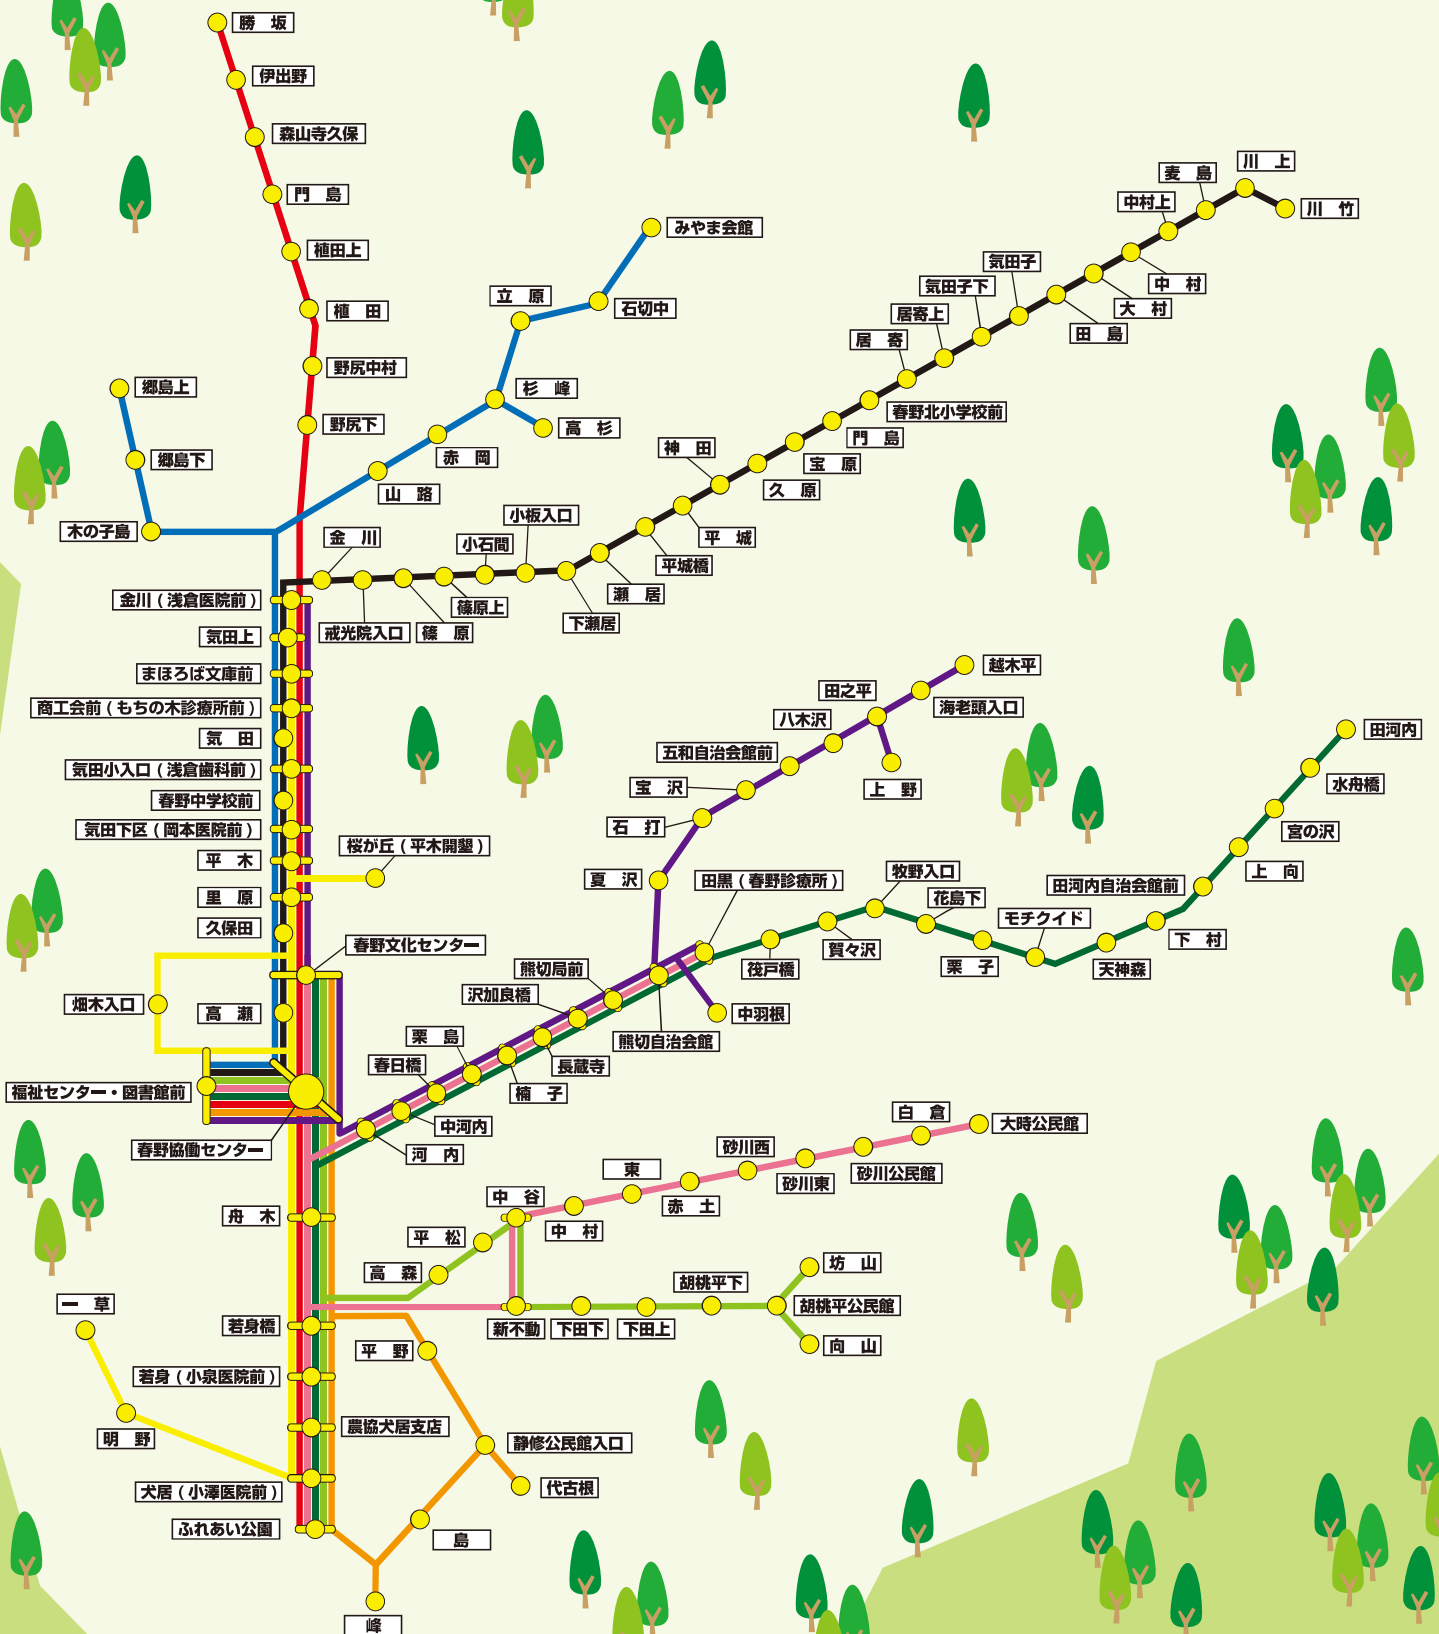 勝　坂
伊出野
森山寺久保
門　島
植田上
植　田
野尻中村
野尻下
みやま会館
石切中
立　原
杉　峰
高　杉
赤　岡
山　路
郷島上
郷島下
木の子島
川　上
川　竹
麦　島
中村上
中　村
大　村
田　島
気田子
気田子下
居寄上
居　寄
春野北小学校前
門　島
宝　原
久　原
神　田
平　城
平城橋
瀬　居
下瀬居
小板入口
小石間
篠原上
篠　原
戒光院入口
金　川
金川（浅倉医院前）
気田上
まほろば文庫前
商工会前（もちの木診療所前）
気　田
気田小入口（浅倉歯科前）
春野中学校前
気田下区（岡本医院前）
平　木
里　原
久保田
桜が丘（平木開墾）
春野文化センター
畑木入口
高　瀬
福祉センター・図書館前
春野協働センター
越木平
海老頭入口
田之平
八木沢
上　野
五和自治会館前
宝　沢
石　打
夏　沢
田黒（春野診療所）
田河内
水舟橋
宮の沢
上　向
田河内自治会館前
下　村
天神森
モチクイド
栗　子
花島下
牧野入口
賀々沢
筏戸橋
中羽根
熊切自治会館
熊切局前
沢加良橋
長蔵寺
楠　子
栗　島
春日橋
中河内
河　内
大時公民館
白　倉
砂川公民館
砂川東
砂川西
赤　土
東
中　村
中　谷
平　松
高　森
新不動
下田下
下田上
胡桃平下
胡桃平公民館
坊　山
向　山
舟　木
若身橋
若身（小泉医院前）
農協犬居支店
犬居（小澤医院前）
ふれあい公園
一　草
明　野
平　野
静修公民館入口
代古根
島
峰